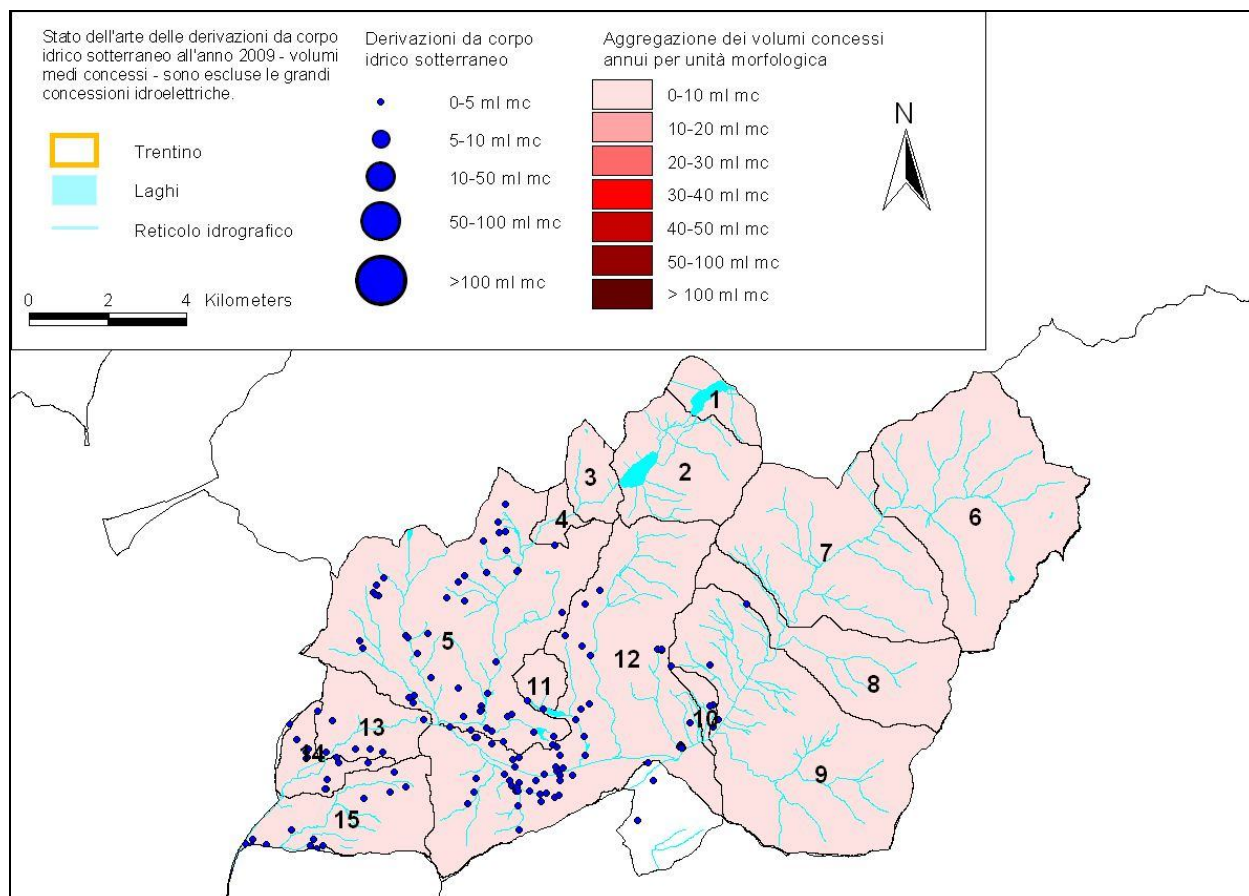 Stato dell'arte delle derivazioni da corpo
idrico sotterraneo all'anno 2009 - volumi
medi concessi - sono escluse le grandi
concessioni idroelettriche.
Trentino
Laghi
Reticolo idrografico
0 2 4 Kilometers
Derivazioni da corpo
idrico sotterraneo
0-5 ml mc
5-10 ml mc
10-50 ml mc
50-100 ml mc
>100 ml mc
Aggregazione dei volumi concessi
annui per unità morfologica
0-10 ml mc
10-20 ml mc
20-30 ml mc
30-40 ml mc
40-50 ml mc
50-100 ml mc
> 100 ml mc
N
1
2
3
4
5
6
7
8
9
10
11
12
13
14
15